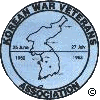 KOREAN WAR VETERANS
25 June 27 July
1950 1953
ASSOCIATION